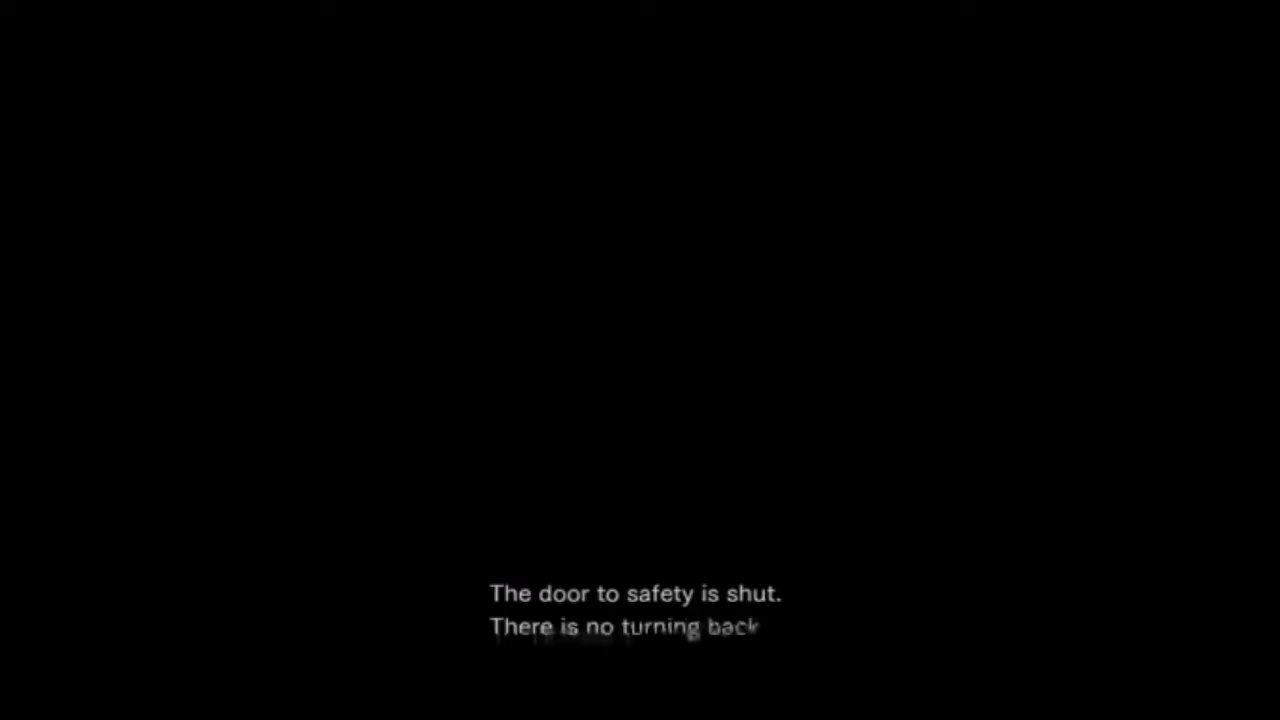 The door to safety is shut.
There is no turning back